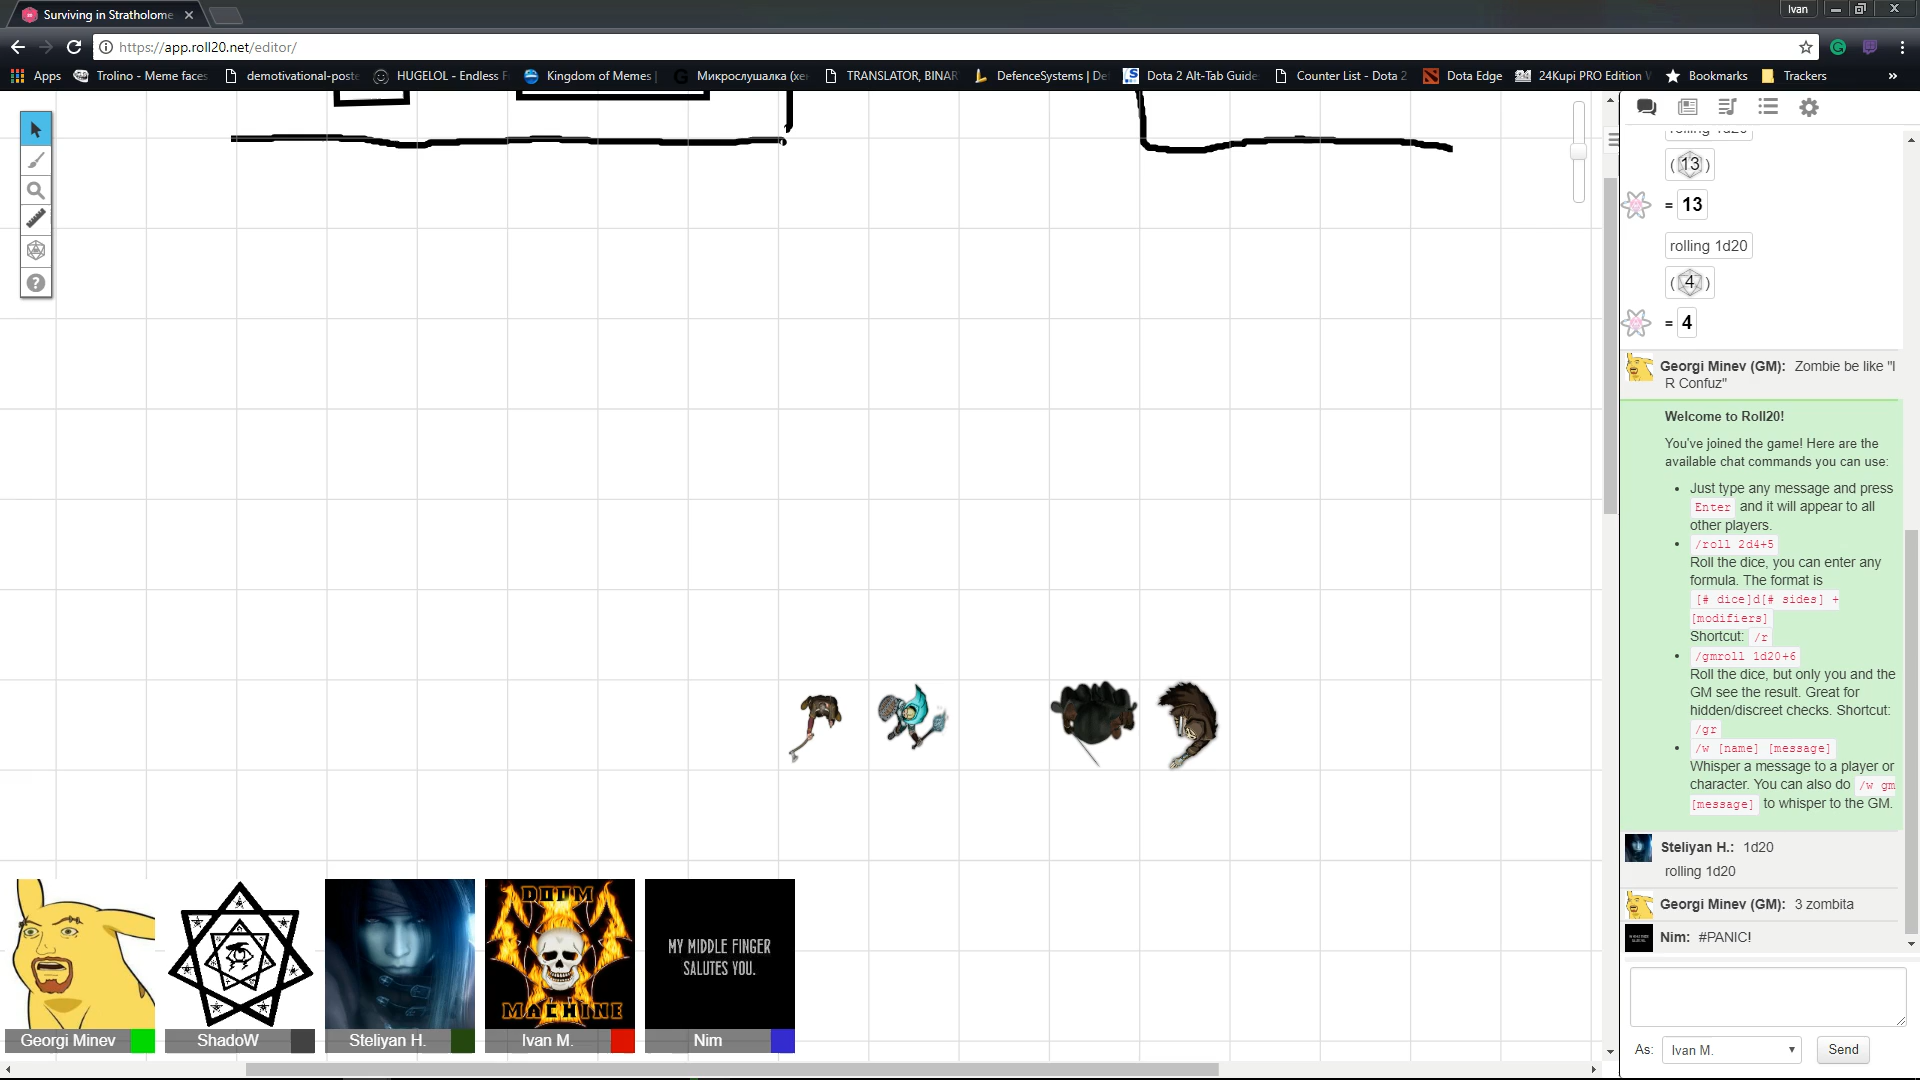 Surviving in Stratholome
Ivan
https://app.roll20.net/editor/
Apps
Trolino - Meme faces
demotivational-poste
HUGELOL - Endless F
Kingdom of Memes |
Микрослушалка (хен
TRANSLATOR, BINAR
DefenceSystems | De
Dota 2 Alt-Tab Guide
Counter List - Dota 2
Dota Edge
24Kupi PRO Edition V
Bookmarks
Trackers
»
rolling 1d20
(13)
= 13
rolling 1d20
(4)
= 4
Georgi Minev (GM): Zombie be like "I
R Confuz"
Welcome to Roll20!
You've joined the game! Here are the
available chat commands you can use:
• Just type any message and press
Enter and it will appear to all
other players.
• /roll 2d4+5
Roll the dice, you can enter any
formula. The format is
[# dice]d[# sides] +
[modifiers]
Shortcut: /r
• /gmroll 1d20+6
Roll the dice, but only you and the
GM see the result. Great for
hidden/discreet checks. Shortcut:
/gr
• /w [name] [message]
Whisper a message to a player or
character. You can also do /w gm
[message] to whisper to the GM.
Steliyan H.: 1d20
rolling 1d20
Georgi Minev (GM): 3 zombita
Nim: #PANIC!
As: Ivan M.
Send
DOOM
MACHINE
MY MIDDLE FINGER
SALUTES YOU.
Georgi Minev
ShadoW
Steliyan H.
Ivan M.
Nim